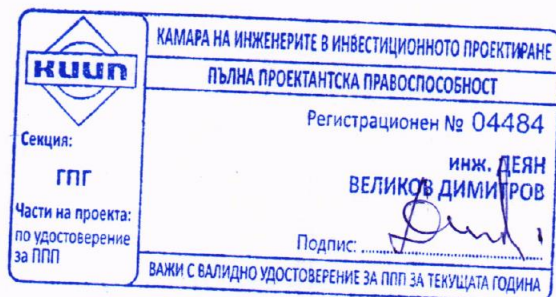 КАМАРА НА ИНЖЕНЕРИТЕ В ИНВЕСТИЦИОННОТО ПРОЕКТИРАНЕ
КИИП
ПЪЛНА ПРОЕКТАНТСКА ПРАВОСПОСОБНОСТ
Регистрационен № 04484
Секция:
ГПГ
инж. ДЕЯН
ВЕЛИКОВ ДИМИТРОВ
Части на проекта:
по удостоверение
за ППП
Подпис:
ВАЖИ С ВАЛИДНО УДОСТОВЕРЕНИЕ ЗА ППП ЗА ТЕКУЩАТА ГОДИНА